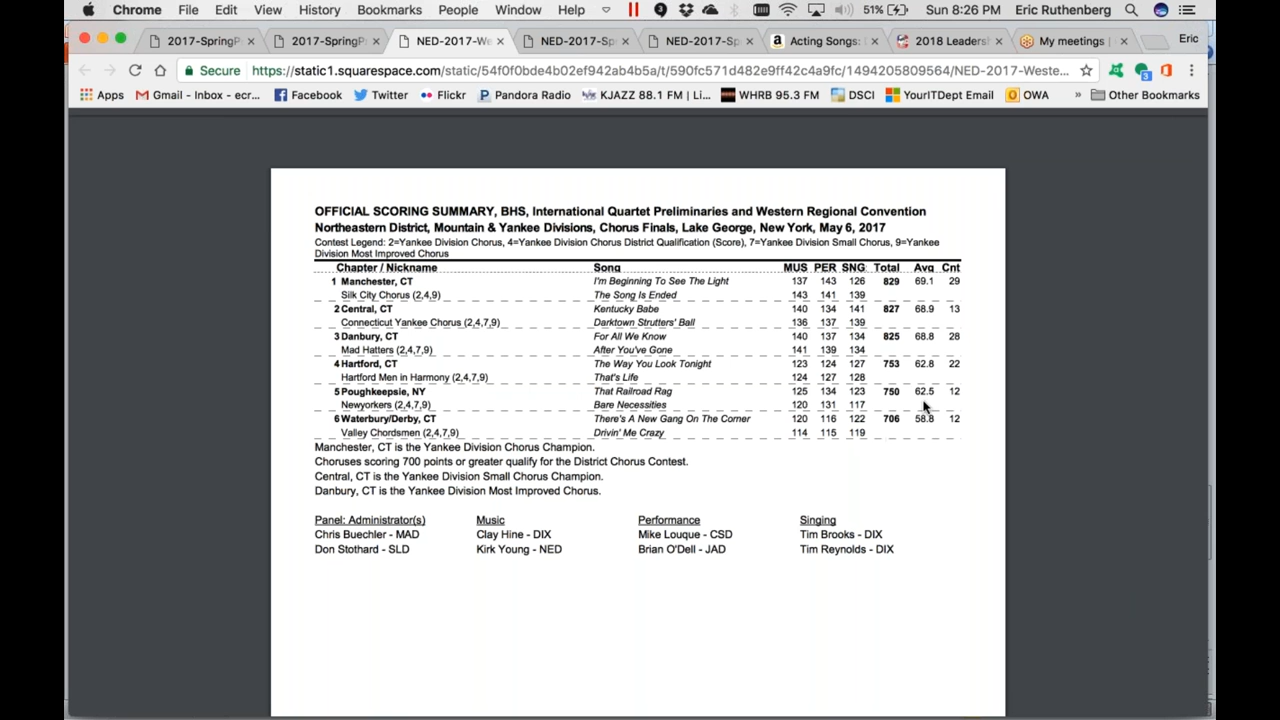 Chrome File Edit View History Bookmarks People Window Help 3 51% Sun 8:26 PM Eric Ruthenberg
2017-SpringP 2017-SpringP NED-2017-We NED-2017-Sp NED-2017-Sp a Acting Songs: 2018 Leadersh My meetings Eric
Secure https://static1.squarespace.com/static/54f0f0bde4b02ef942ab4b5a/t/590fc571d482e9ff42c4a9fc/1494205809564/NED-2017-Weste... 3
Apps Gmail - Inbox - ecr... Facebook Twitter Flickr Pandora Radio KJAZZ 88.1 FM | Li... WHRB 95.3 FM DSCI YourITDept Email OWA » Other Bookmarks
OFFICIAL SCORING SUMMARY, BHS, International Quartet Preliminaries and Western Regional Convention
Northeastern District, Mountain & Yankee Divisions, Chorus Finals, Lake George, New York, May 6, 2017
Contest Legend: 2=Yankee Division Chorus, 4=Yankee Division Chorus District Qualification (Score), 7=Yankee Division Small Chorus, 9=Yankee
Division Most Improved Chorus
Chapter / Nickname Song MUS PER SNG Total Avg Cnt
1 Manchester, CT I'm Beginning To See The Light 137 143 126 829 69.1 29
Silk City Chorus (2,4,9) The Song Is Ended 143 141 139
2 Central, CT Kentucky Babe 140 134 141 827 68.9 13
Connecticut Yankee Chorus (2,4,7,9) Darktown Strutters' Ball 136 137 139
3 Danbury, CT For All We Know 140 137 134 825 68.8 28
Mad Hatters (2,4,7,9) After You've Gone 141 139 134
4 Hartford, CT The Way You Look Tonight 123 124 127 753 62.8 22
Hartford Men in Harmony (2,4,7,9) That's Life 124 127 128
5 Poughkeepsie, NY That Railroad Rag 125 134 123 750 62.5 12
Newyorkers (2,4,7,9) Bare Necessities 120 131 117
6 Waterbury/Derby, CT There's A New Gang On The Corner 120 116 122 706 58.8 12
Valley Chordsmen (2,4,7,9) Drivin' Me Crazy 114 115 119
Manchester, CT is the Yankee Division Chorus Champion.
Choruses scoring 700 points or greater qualify for the District Chorus Contest.
Central, CT is the Yankee Division Small Chorus Champion.
Danbury, CT is the Yankee Division Most Improved Chorus.
Panel: Administrator(s) Music Performance Singing
Chris Buechler - MAD Clay Hine - DIX Mike Louque - CSD Tim Brooks - DIX
Don Stothard - SLD Kirk Young - NED Brian O'Dell - JAD Tim Reynolds - DIX